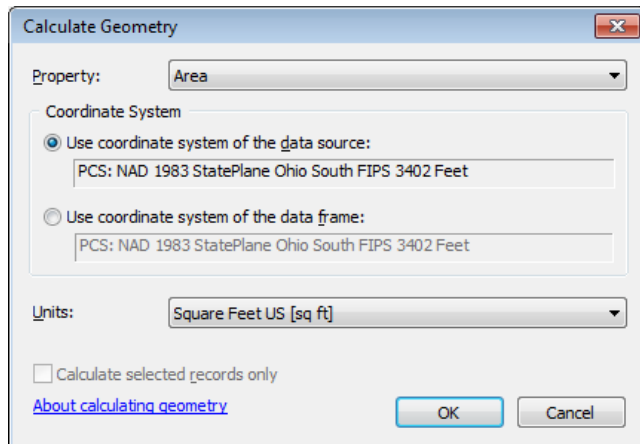 Calculate Geometry
Property: Area
Coordinate System
Use coordinate system of the data source:
PCS: NAD 1983 StatePlane Ohio South FIPS 3402 Feet
Use coordinate system of the data frame:
PCS: NAD 1983 StatePlane Ohio South FIPS 3402 Feet
Units: Square Feet US [sq ft]
Calculate selected records only
About calculating geometry
OK Cancel